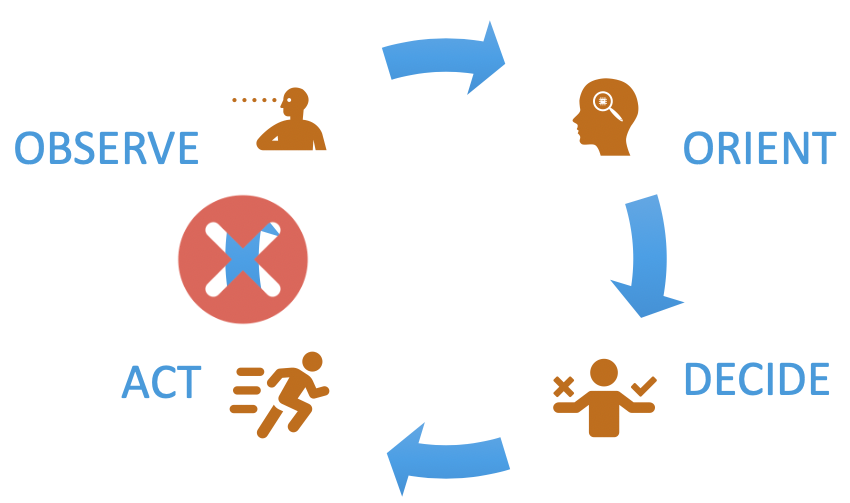 OBSERVE
ORIENT
ACT
DECIDE